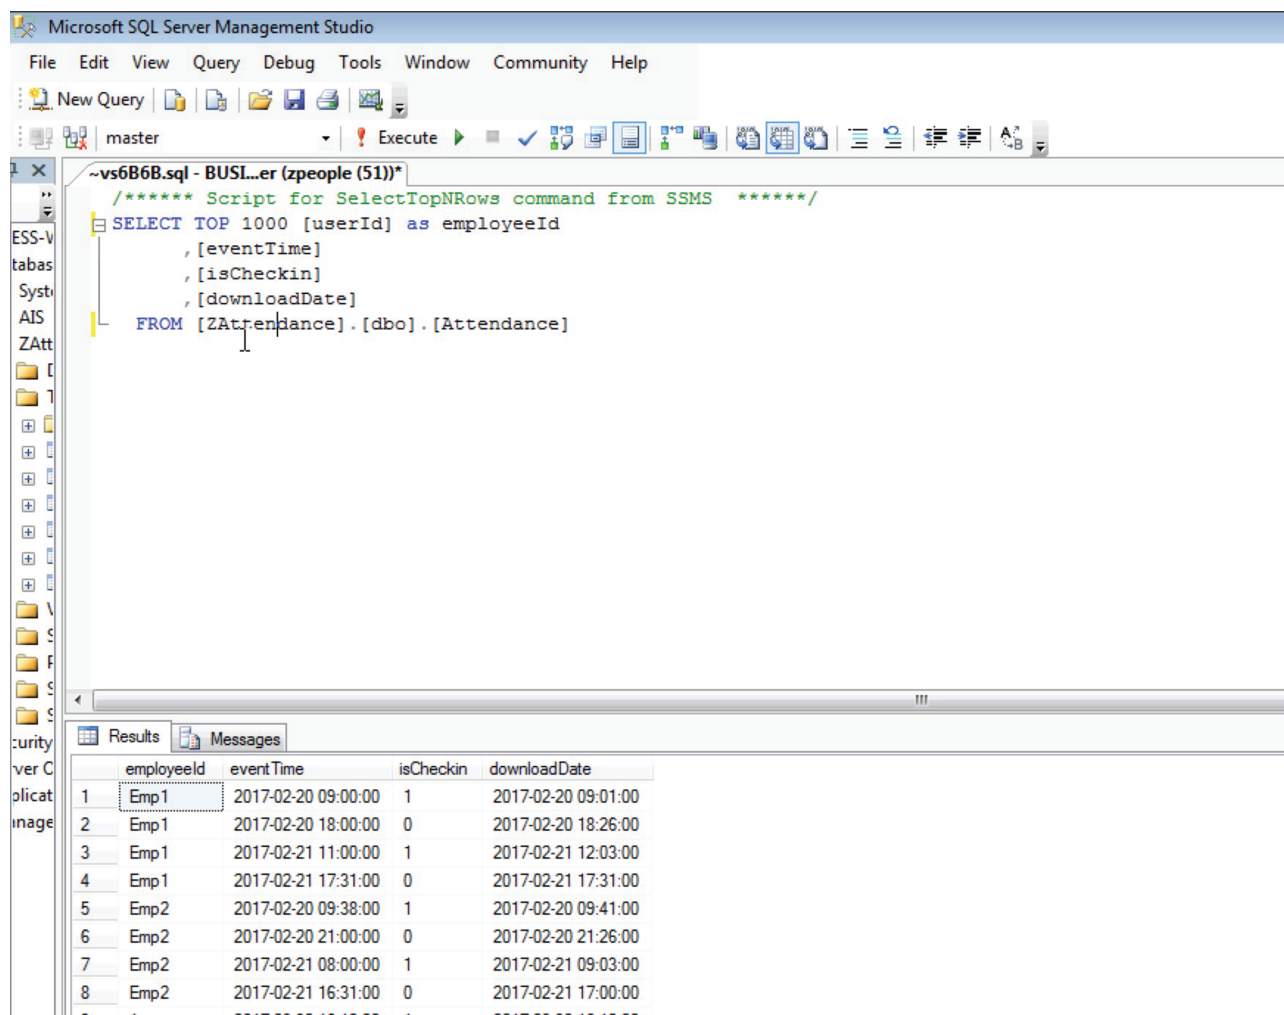 Microsoft SQL Server Management Studio
File Edit View Query Debug Tools Window Community Help
New Query
master Execute
~vs6B6B.sql - BUSI...er (zpeople (51))*
/****** Script for SelectTopNRows command from SSMS ******/
SELECT TOP 1000 [userId] as employeeId
,[eventTime]
,[isCheckin]
,[downloadDate]
FROM [ZAttendance].[dbo].[Attendance]
ESS-V
tabas
Syst
AIS
ZAtt
curity
ver C
plicat
anage
Results Messages
employeeId eventTime isCheckin downloadDate
1 Emp1 2017-02-20 09:00:00 1 2017-02-20 09:01:00
2 Emp1 2017-02-20 18:00:00 0 2017-02-20 18:26:00
3 Emp1 2017-02-21 11:00:00 1 2017-02-21 12:03:00
4 Emp1 2017-02-21 17:31:00 0 2017-02-21 17:31:00
5 Emp2 2017-02-20 09:38:00 1 2017-02-20 09:41:00
6 Emp2 2017-02-20 21:00:00 0 2017-02-20 21:26:00
7 Emp2 2017-02-21 08:00:00 1 2017-02-21 09:03:00
8 Emp2 2017-02-21 16:31:00 0 2017-02-21 17:00:00